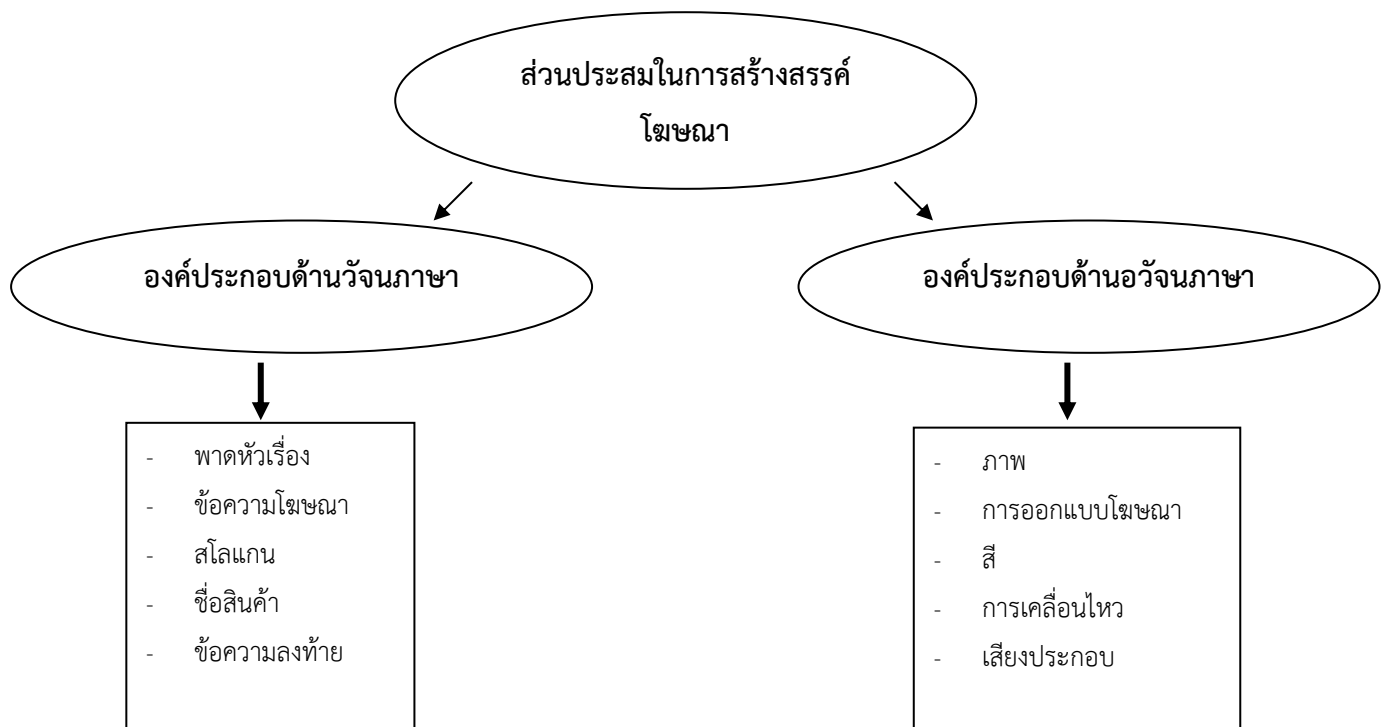 ส่วนประสมในการสร้างสรรค์
โฆษณา
องค์ประกอบด้านวัจนภาษา
องค์ประกอบด้านอวัจนภาษา
- พาดหัวเรื่อง
- ข้อความโฆษณา
- สโลแกน
- ชื่อสินค้า
- ข้อความลงท้าย
- ภาพ
- การออกแบบโฆษณา
- สี
- การเคลื่อนไหว
- เสียงประกอบ